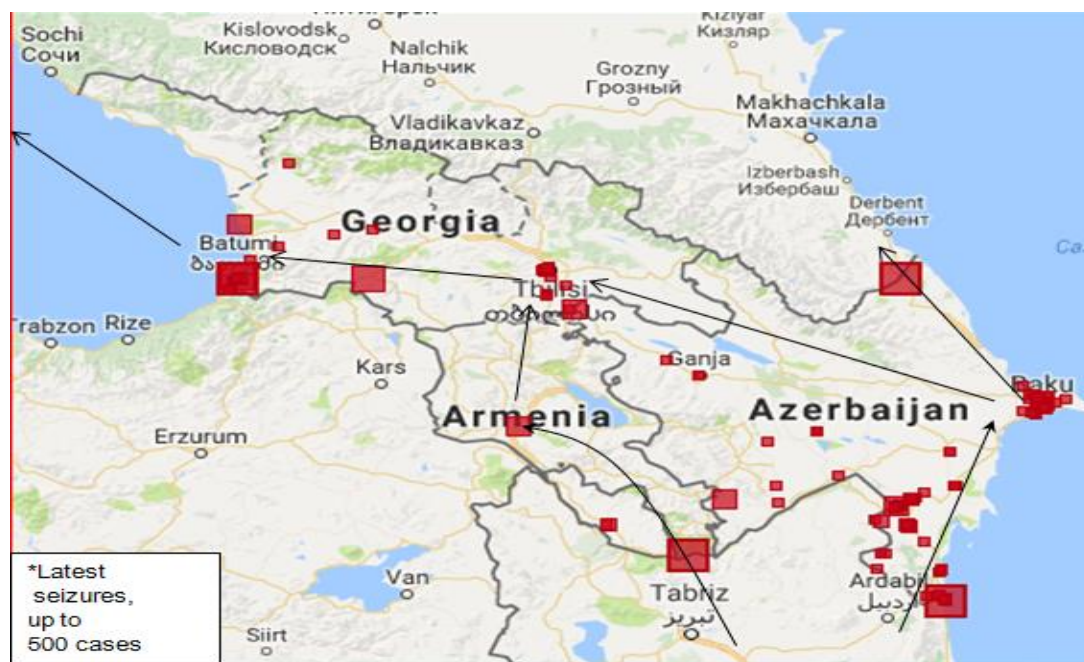 Sochi
Сочи
Kislovodsk
Кисловодск
Nalchik
Нальчик
Kizlyar
Кизляр
Grozny
Грозный
Makhachkala
Махачкала
Vladikavkaz
Владикавказ
Izberbash
Избербаш
Derbent
Дербент
Georgia
Batumi
Tbilisi
Trabzon
Rize
Kars
Ganja
Baku
Armenia
Azerbaijan
Erzurum
Van
Tabriz
تبریز
Ardabil
اردبیل
Siirt
*Latest
seizures,
up to
500 cases